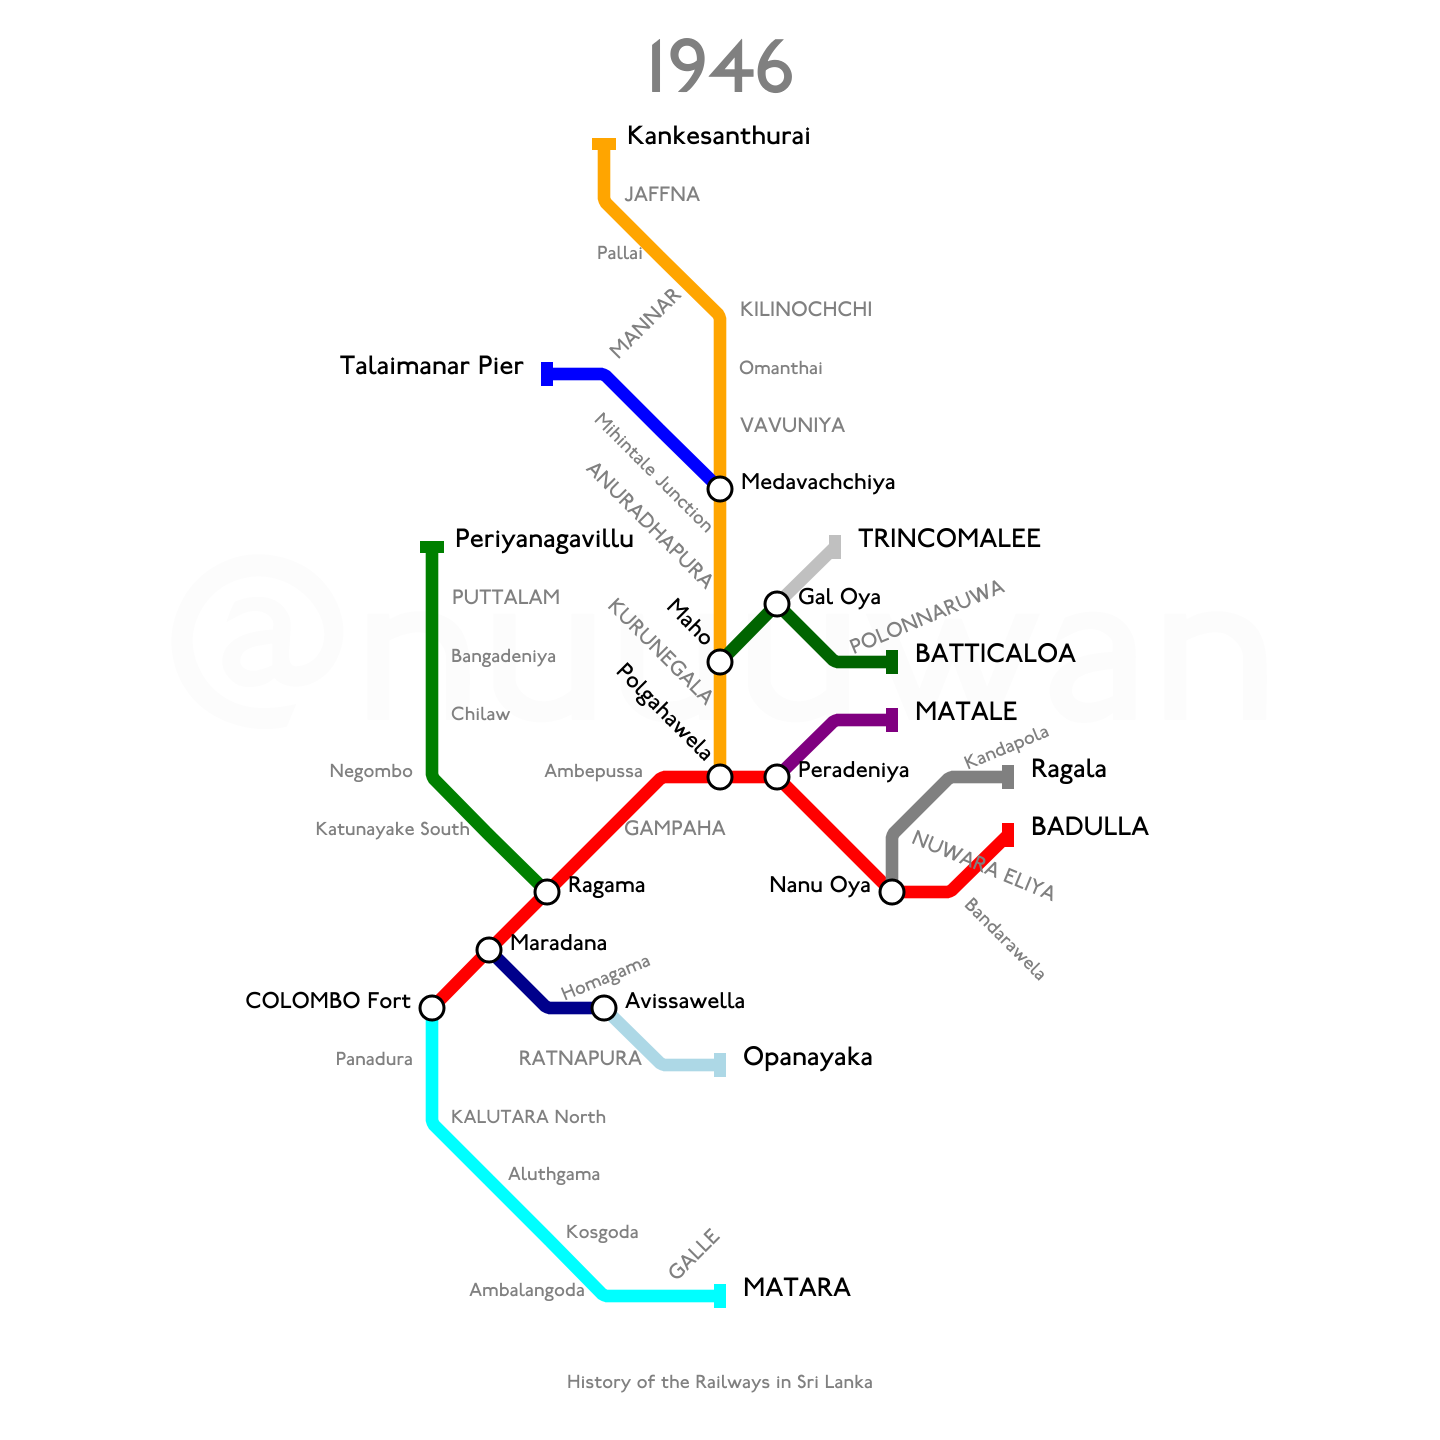 1946
Kankesanthurai
JAFFNA
Pallai
MANNAR
KILINOCHCHI
Talaimanar Pier
Omanthai
Mihintale Junction
VAVUNIYA
ANURADHAPURA
Medavachchiya
Periyanagavillu
TRINCOMALEE
PUTTALAM
KURUNEGALA
Maho
Gal Oya
POLONNARUWA
Bangadeniya
Polgahawela
BATTICALOA
Chilaw
MATALE
Negombo
Ambepussa
Peradeniya
Kandapola
Ragala
Katunayake South
GAMPAHA
NUWARA ELIYA
BADULLA
Ragama
Nanu Oya
Bandarawela
Maradana
Homagama
COLOMBO Fort
Avissawella
Panadura
RATNAPURA
Opanayaka
KALUTARA North
Aluthgama
Kosgoda
GALLE
Ambalangoda
MATARA
History of the Railways in Sri Lanka